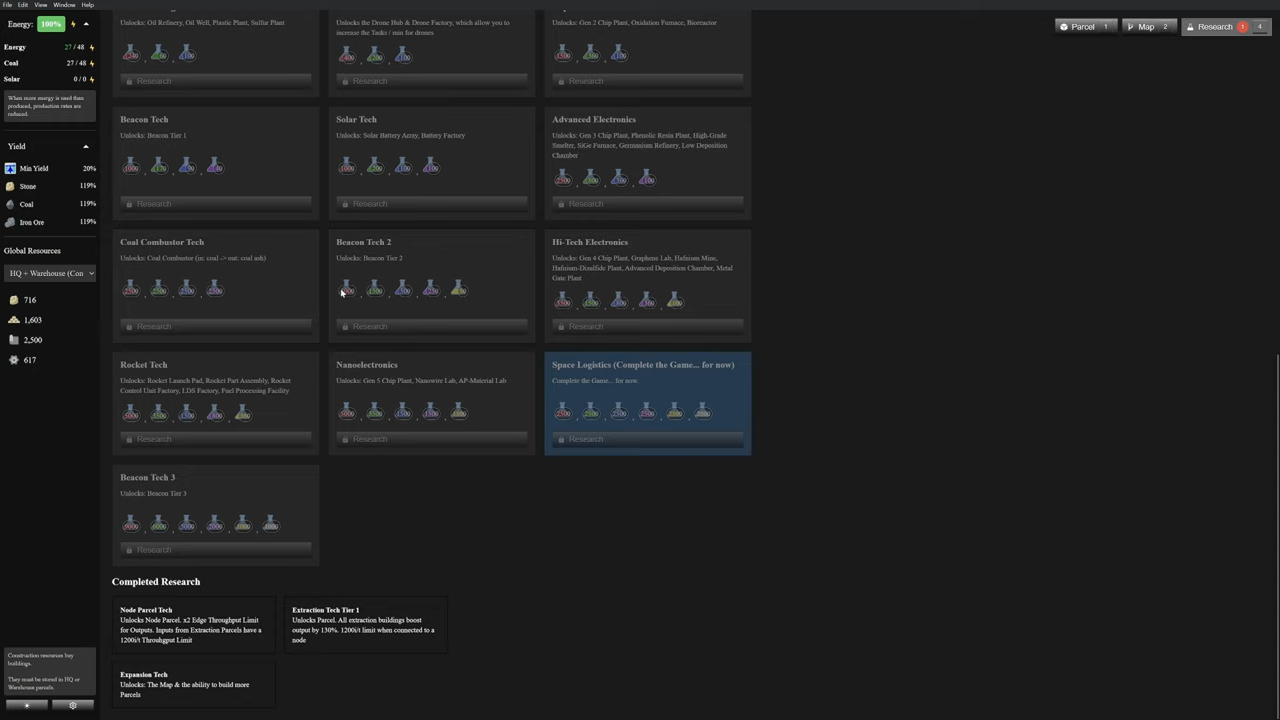 File Edit View Window Help
Energy: 100%
Energy 27 / 48
Coal 27 / 48
Solar 0 / 0
When more energy is used than
produced, production rates are
reduced.
Yield
Min Yield 20%
Stone 119%
Coal 119%
Iron Ore 119%
Global Resources
HQ + Warehouse (Con
716
1,603
2,500
617
Construction resources buy
buildings.
They must be stored in HQ or
Warehouse parcels.
Parcel 1
Map 2
Research 1 4
Unlocks: Oil Refinery, Oil Well, Plastic Plant, Sulfur Plant
Research
Unlocks the Drone Hub & Drone Factory, which allow you to
increase the Tasks / min for drones
Research
Unlocks: Gen 2 Chip Plant, Oxidation Furnace, Bioreactor
Research
Beacon Tech
Unlocks: Beacon Tier 1
Research
Solar Tech
Unlocks: Solar Battery Array, Battery Factory
Research
Advanced Electronics
Unlocks: Gen 3 Chip Plant, Phenolic Resin Plant, High-Grade
Smelter, SiGe Furnace, Germanium Refinery, Low Deposition
Chamber
Research
Coal Combustor Tech
Unlocks: Coal Combustor (in: coal -> out: coal ash)
Research
Beacon Tech 2
Unlocks: Beacon Tier 2
Research
Hi-Tech Electronics
Unlocks: Gen 4 Chip Plant, Graphene Lab, Hafnium Mine,
Hafnium-Disulfide Plant, Advanced Deposition Chamber, Metal
Gate Plant
Research
Rocket Tech
Unlocks: Rocket Launch Pad, Rocket Part Assembly, Rocket
Control Unit Factory, LDS Factory, Fuel Processing Facility
Research
Nanoelectronics
Unlocks: Gen 5 Chip Plant, Nanowire Lab, AP-Material Lab
Research
Space Logistics (Complete the Game... for now)
Complete the Game... for now.
Research
Beacon Tech 3
Unlocks: Beacon Tier 3
Research
Completed Research
Node Parcel Tech
Unlocks Node Parcel. x2 Edge Throughput Limit
for Outputs. Inputs from Extraction Parcels have a
1200i/t Throughput Limit
Extraction Tech Tier 1
Unlocks Parcel. All extraction buildings boost
output by 130%. 1200i/t limit when connected to a
node
Expansion Tech
Unlocks: The Map & the ability to build more
Parcels